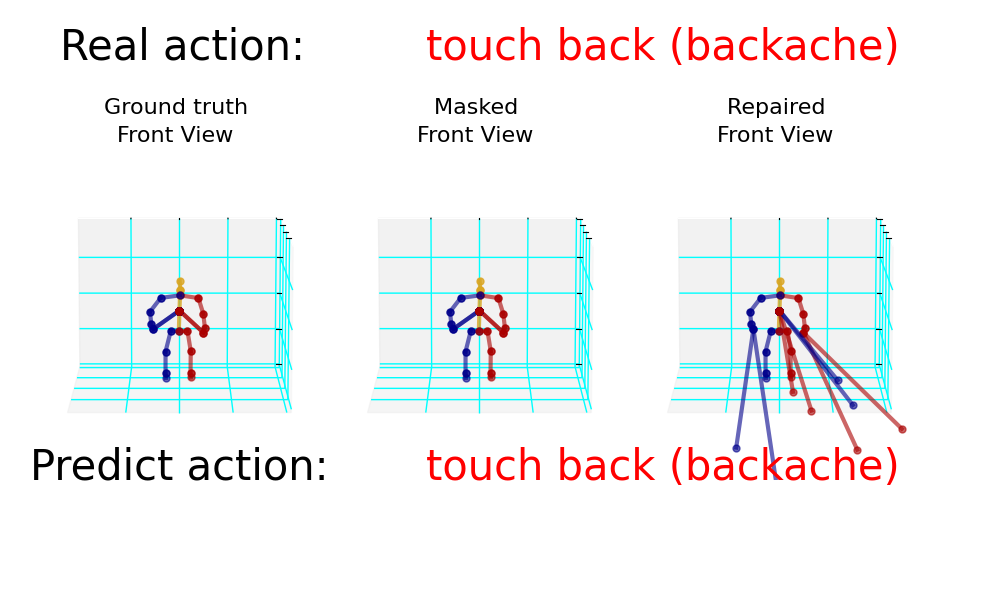 Real action: touch back (backache)
Ground truth
Front View
Masked
Front View
Repaired
Front View
Predict action: touch back (backache)